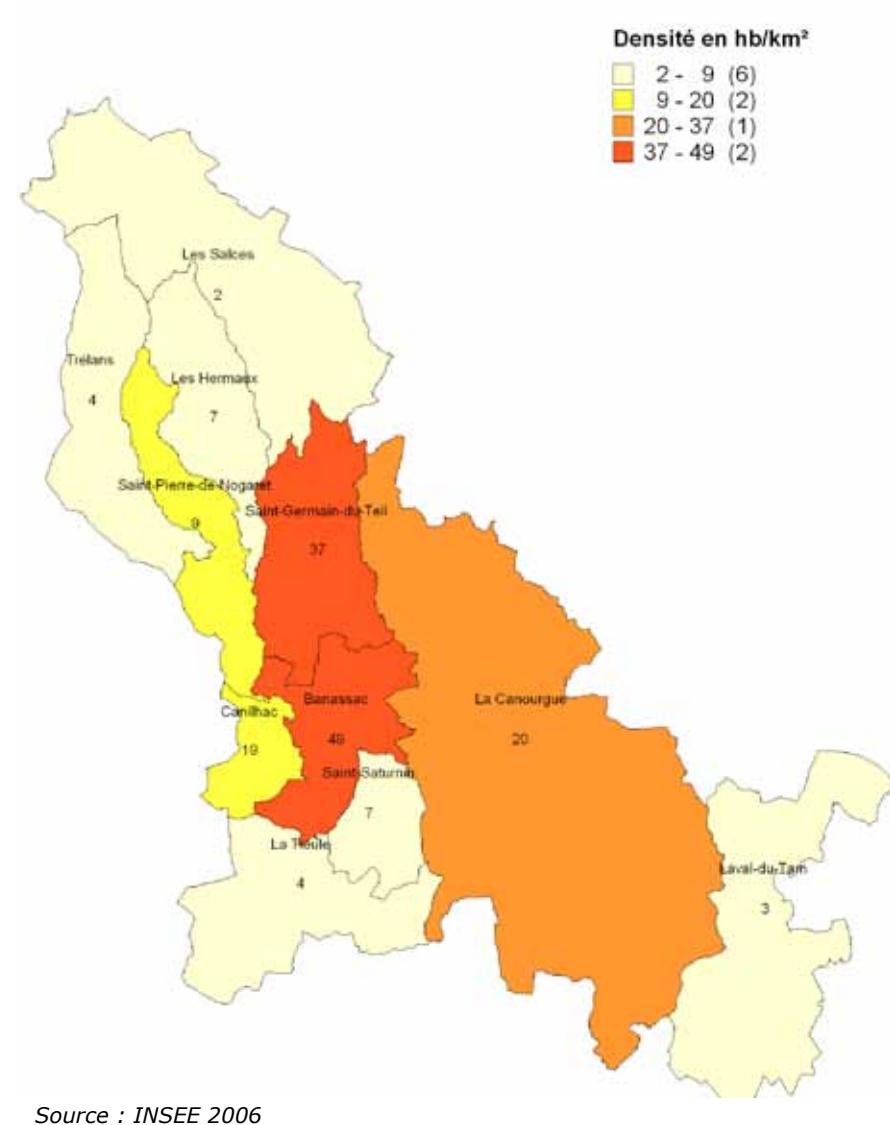 Densité en hb/km²
2 - 9 (6)
9 - 20 (2)
20 - 37 (1)
37 - 49 (2)
Les Salces
2
Trélans
4
Les Hermaux
7
Saint-Pierre-de-Nogaret
9
Saint-Germain-du-Teil
37
Banassac
49
La Canourgue
20
Canilhac
19
Saint-Saturnin
7
La Tieule
4
Laval-du-Tarn
3
Source : INSEE 2006